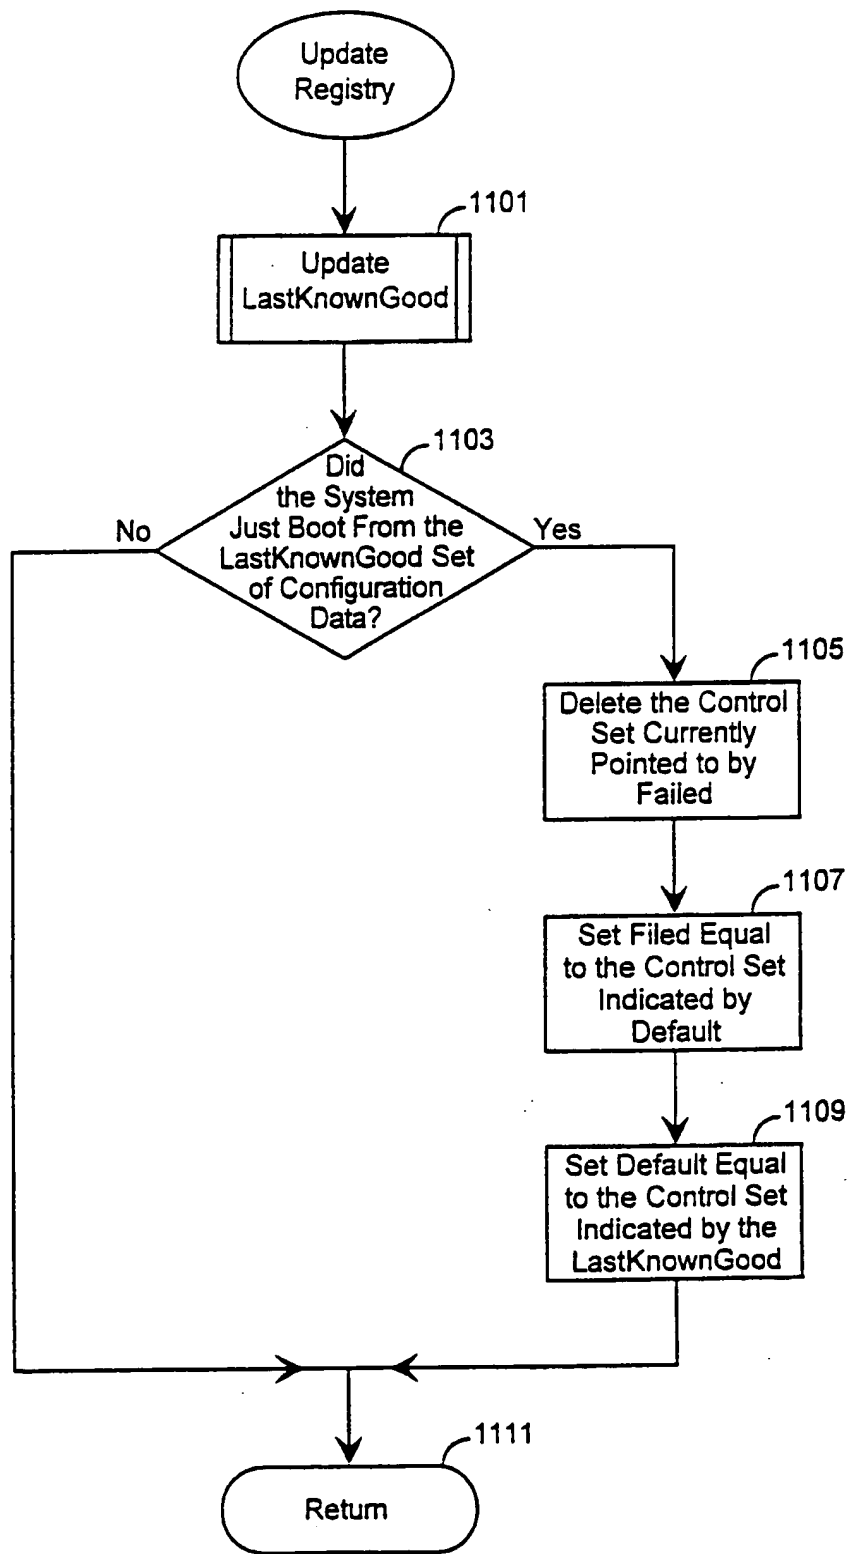 Update
Registry
1101
Update
LastKnownGood
1103
Did
the System
Just Boot From the
LastKnownGood Set
of Configuration
Data?
No
Yes
1105
Delete the Control
Set Currently
Pointed to by
Failed
1107
Set Filed Equal
to the Control Set
Indicated by
Default
1109
Set Default Equal
to the Control Set
Indicated by the
LastKnownGood
1111
Return